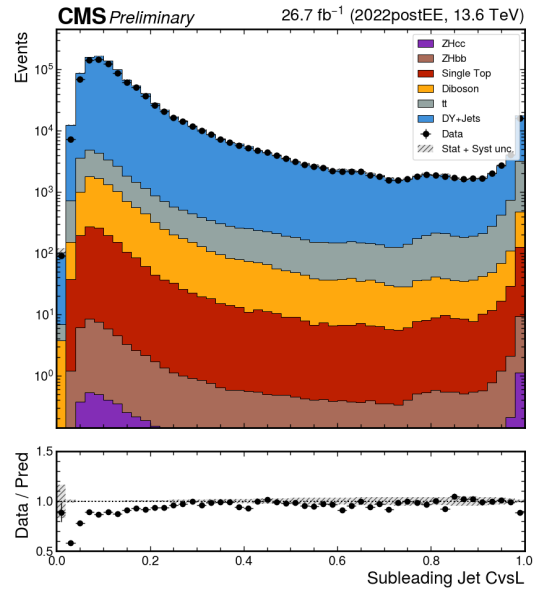 CMS Preliminary 26.7 fb⁻¹ (2022postEE, 13.6 TeV)
Events
10⁵
10⁴
10³
10²
10¹
10⁰
ZHcc
ZHbb
Single Top
Diboson
tt
DY+Jets
Data
Stat + Syst unc.
Data / Pred
1.5
1.0
0.5
0.0 0.2 0.4 0.6 0.8 1.0
Subleading Jet CvsL